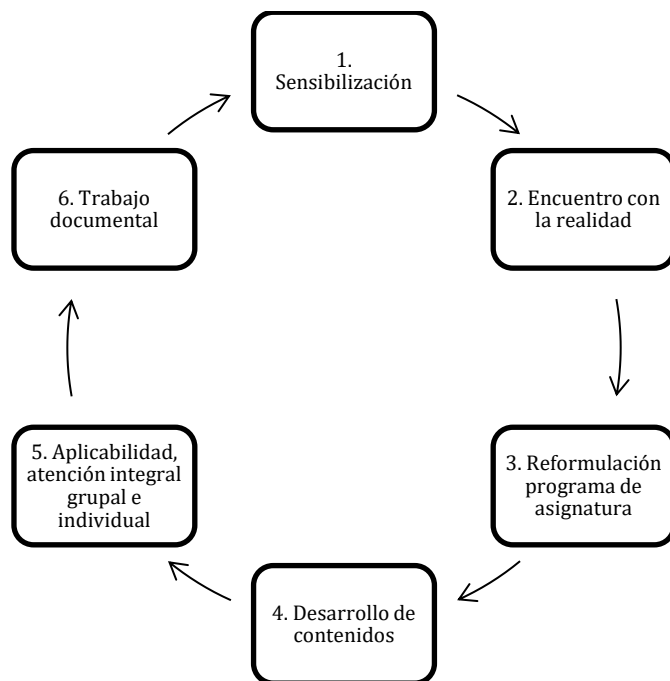 1.
Sensibilización
2. Encuentro con
la realidad
3. Reformulación
programa de
asignatura
4. Desarrollo de
contenidos
5. Aplicabilidad,
atención integral
grupal e
individual
6. Trabajo
documental